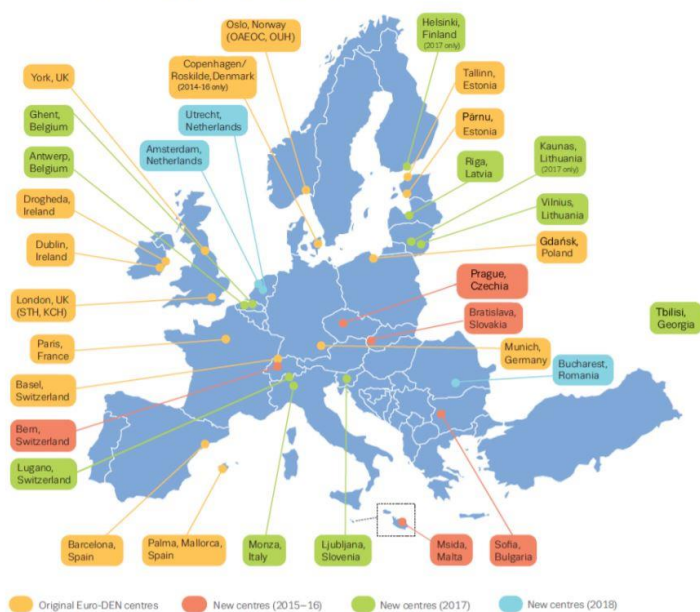 Oslo, Norway
(OAEOC, OUH)
Helsinki,
Finland
(2017 only)
Copenhagen/
Roskilde, Denmark
(2014-16 only)
York, UK
Tallinn,
Estonia
Ghent,
Belgium
Utrecht,
Netherlands
Pärnu,
Estonia
Amsterdam,
Netherlands
Kaunas,
Lithuania
(2017 only)
Antwerp,
Belgium
Riga,
Latvia
Drogheda,
Ireland
Vilnius,
Lithuania
Dublin,
Ireland
Gdańsk,
Poland
Prague,
Czechia
London, UK
(STH, KCH)
Bratislava,
Slovakia
Tbilisi,
Georgia
Paris,
France
Munich,
Germany
Bucharest,
Romania
Basel,
Switzerland
Bern,
Switzerland
Lugano,
Switzerland
Barcelona,
Spain
Palma, Mallorca,
Spain
Monza,
Italy
Ljubljana,
Slovenia
Msida,
Malta
Sofia,
Bulgaria
Original Euro-DEN centres
New centres (2015–16)
New centres (2017)
New centres (2018)